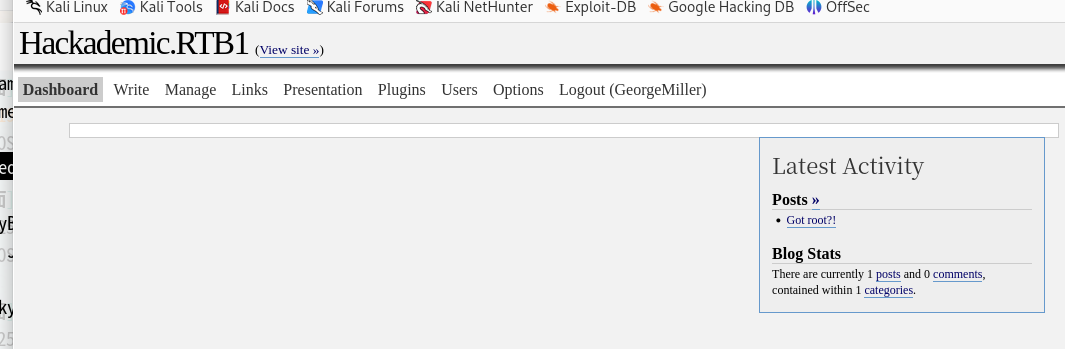 Kali Linux Kali Tools Kali Docs Kali Forums Kali NetHunter Exploit-DB Google Hacking DB OffSec
Hackademic.RTB1 (View site »)
Dashboard Write Manage Links Presentation Plugins Users Options Logout (GeorgeMiller)
Latest Activity
Posts »
Got root?!
Blog Stats
There are currently 1 posts and 0 comments,
contained within 1 categories.